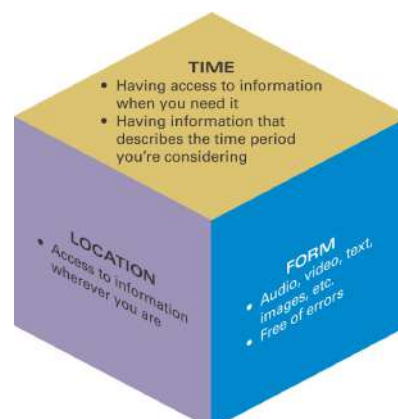 TIME
• Having access to information
when you need it
• Having information that
describes the time period
you're considering
LOCATION
• Access to information
wherever you are
FORM
• Audio, video, text,
images, etc.
• Free of errors